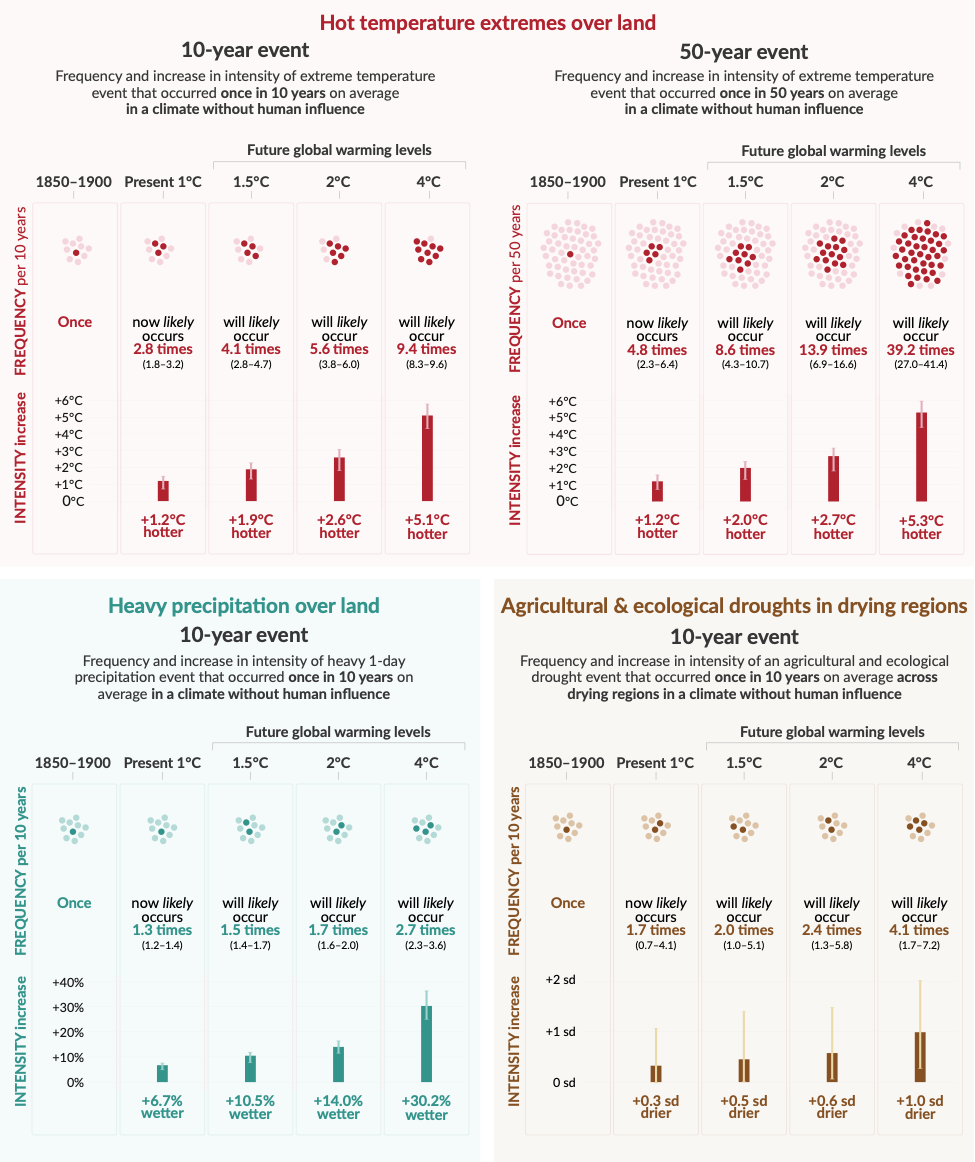 Hot temperature extremes over land
10-year event
Frequency and increase in intensity of extreme temperature
event that occurred once in 10 years on average
in a climate without human influence
Future global warming levels
1850–1900 Present 1°C 1.5°C 2°C 4°C
FREQUENCY per 10 years
Once
now likely occurs 2.8 times (1.8–3.2)
will likely occur 4.1 times (2.8–4.7)
will likely occur 5.6 times (3.8–6.0)
will likely occur 9.4 times (8.3–9.6)
INTENSITY increase
+6°C
+5°C
+4°C
+3°C
+2°C
+1°C
0°C
+1.2°C hotter
+1.9°C hotter
+2.6°C hotter
+5.1°C hotter
50-year event
Frequency and increase in intensity of extreme temperature
event that occurred once in 50 years on average
in a climate without human influence
Future global warming levels
1850–1900 Present 1°C 1.5°C 2°C 4°C
FREQUENCY per 50 years
Once
now likely occurs 4.8 times (2.3–6.4)
will likely occur 8.6 times (4.3–10.7)
will likely occur 13.9 times (6.9–16.6)
will likely occur 39.2 times (27.0–41.4)
INTENSITY increase
+6°C
+5°C
+4°C
+3°C
+2°C
+1°C
0°C
+1.2°C hotter
+2.0°C hotter
+2.7°C hotter
+5.3°C hotter
Heavy precipitation over land
10-year event
Frequency and increase in intensity of heavy 1-day
precipitation event that occurred once in 10 years on
average in a climate without human influence
Future global warming levels
1850–1900 Present 1°C 1.5°C 2°C 4°C
FREQUENCY per 10 years
Once
now likely occurs 1.3 times (1.2–1.4)
will likely occur 1.5 times (1.4–1.7)
will likely occur 1.7 times (1.6–2.0)
will likely occur 2.7 times (2.3–3.6)
INTENSITY increase
+40%
+30%
+20%
+10%
0%
+6.7% wetter
+10.5% wetter
+14.0% wetter
+30.2% wetter
Agricultural & ecological droughts in drying regions
10-year event
Frequency and increase in intensity of an agricultural and ecological
drought event that occurred once in 10 years on average across
drying regions in a climate without human influence
Future global warming levels
1850–1900 Present 1°C 1.5°C 2°C 4°C
FREQUENCY per 10 years
Once
now likely occurs 1.7 times (0.7–4.1)
will likely occur 2.0 times (1.0–5.1)
will likely occur 2.4 times (1.3–5.8)
will likely occur 4.1 times (1.7–7.2)
INTENSITY increase
+2 sd
+1 sd
0 sd
+0.3 sd drier
+0.5 sd drier
+0.6 sd drier
+1.0 sd drier